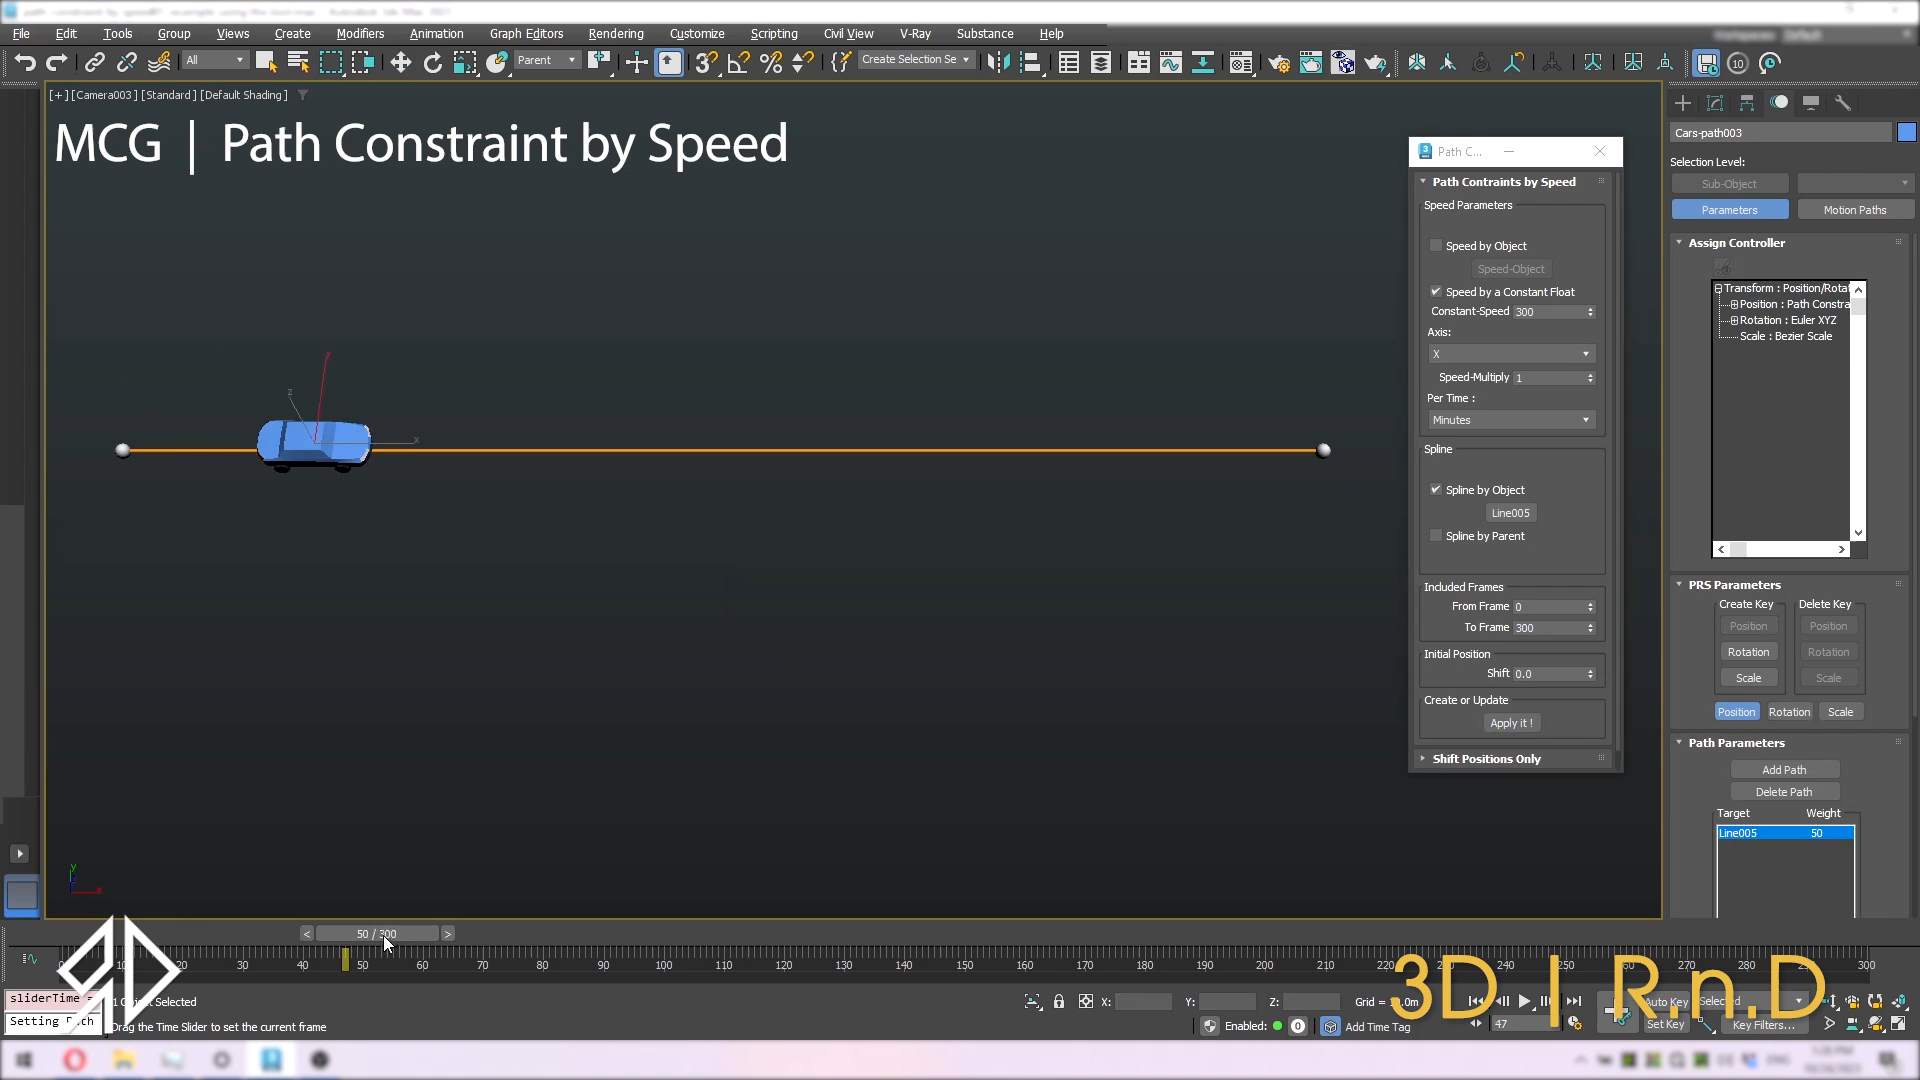 File Edit Tools Group Views Create Modifiers Animation Graph Editors Rendering Customize Scripting Civil View V-Ray Substance Help
All
Parent
Create Selection Se
10
[+] [Camera003] [Standard] [Default Shading]
MCG | Path Constraint by Speed
Path C...
Path Contraints by Speed
Speed Parameters
Speed by Object
Speed-Object
Speed by a Constant Float
Constant-Speed 300
Axis:
X
Speed-Multiply 1
Per Time :
Minutes
Spline
Spline by Object
Line005
Spline by Parent
Included Frames
From Frame 0
To Frame 300
Initial Position
Shift 0.0
Create or Update
Apply it !
Shift Positions Only
Cars-path003
Selection Level:
Sub-Object
Parameters Motion Paths
Assign Controller
Transform : Position/Rotat
Position : Path Constra
Rotation : Euler XYZ
Scale : Bezier Scale
PRS Parameters
Create Key Delete Key
Position Position
Rotation Rotation
Scale Scale
Position Rotation Scale
Path Parameters
Add Path
Delete Path
Target Weight
Line005 50
z
x
y
x
< 50 / 300 >
10 20 30 40 50 60 70 80 90 100 110 120 130 140 150 160 170 180 190 200 210 220 240 250 280 300
sliderTime =
Object Selected
X: Y: Z: Grid =
Auto Key Selected
Setting Path
Drag the Time Slider to set the current frame
Enabled: 0 Add Time Tag
47
Set Key Key Filters...
3D | R.n.D